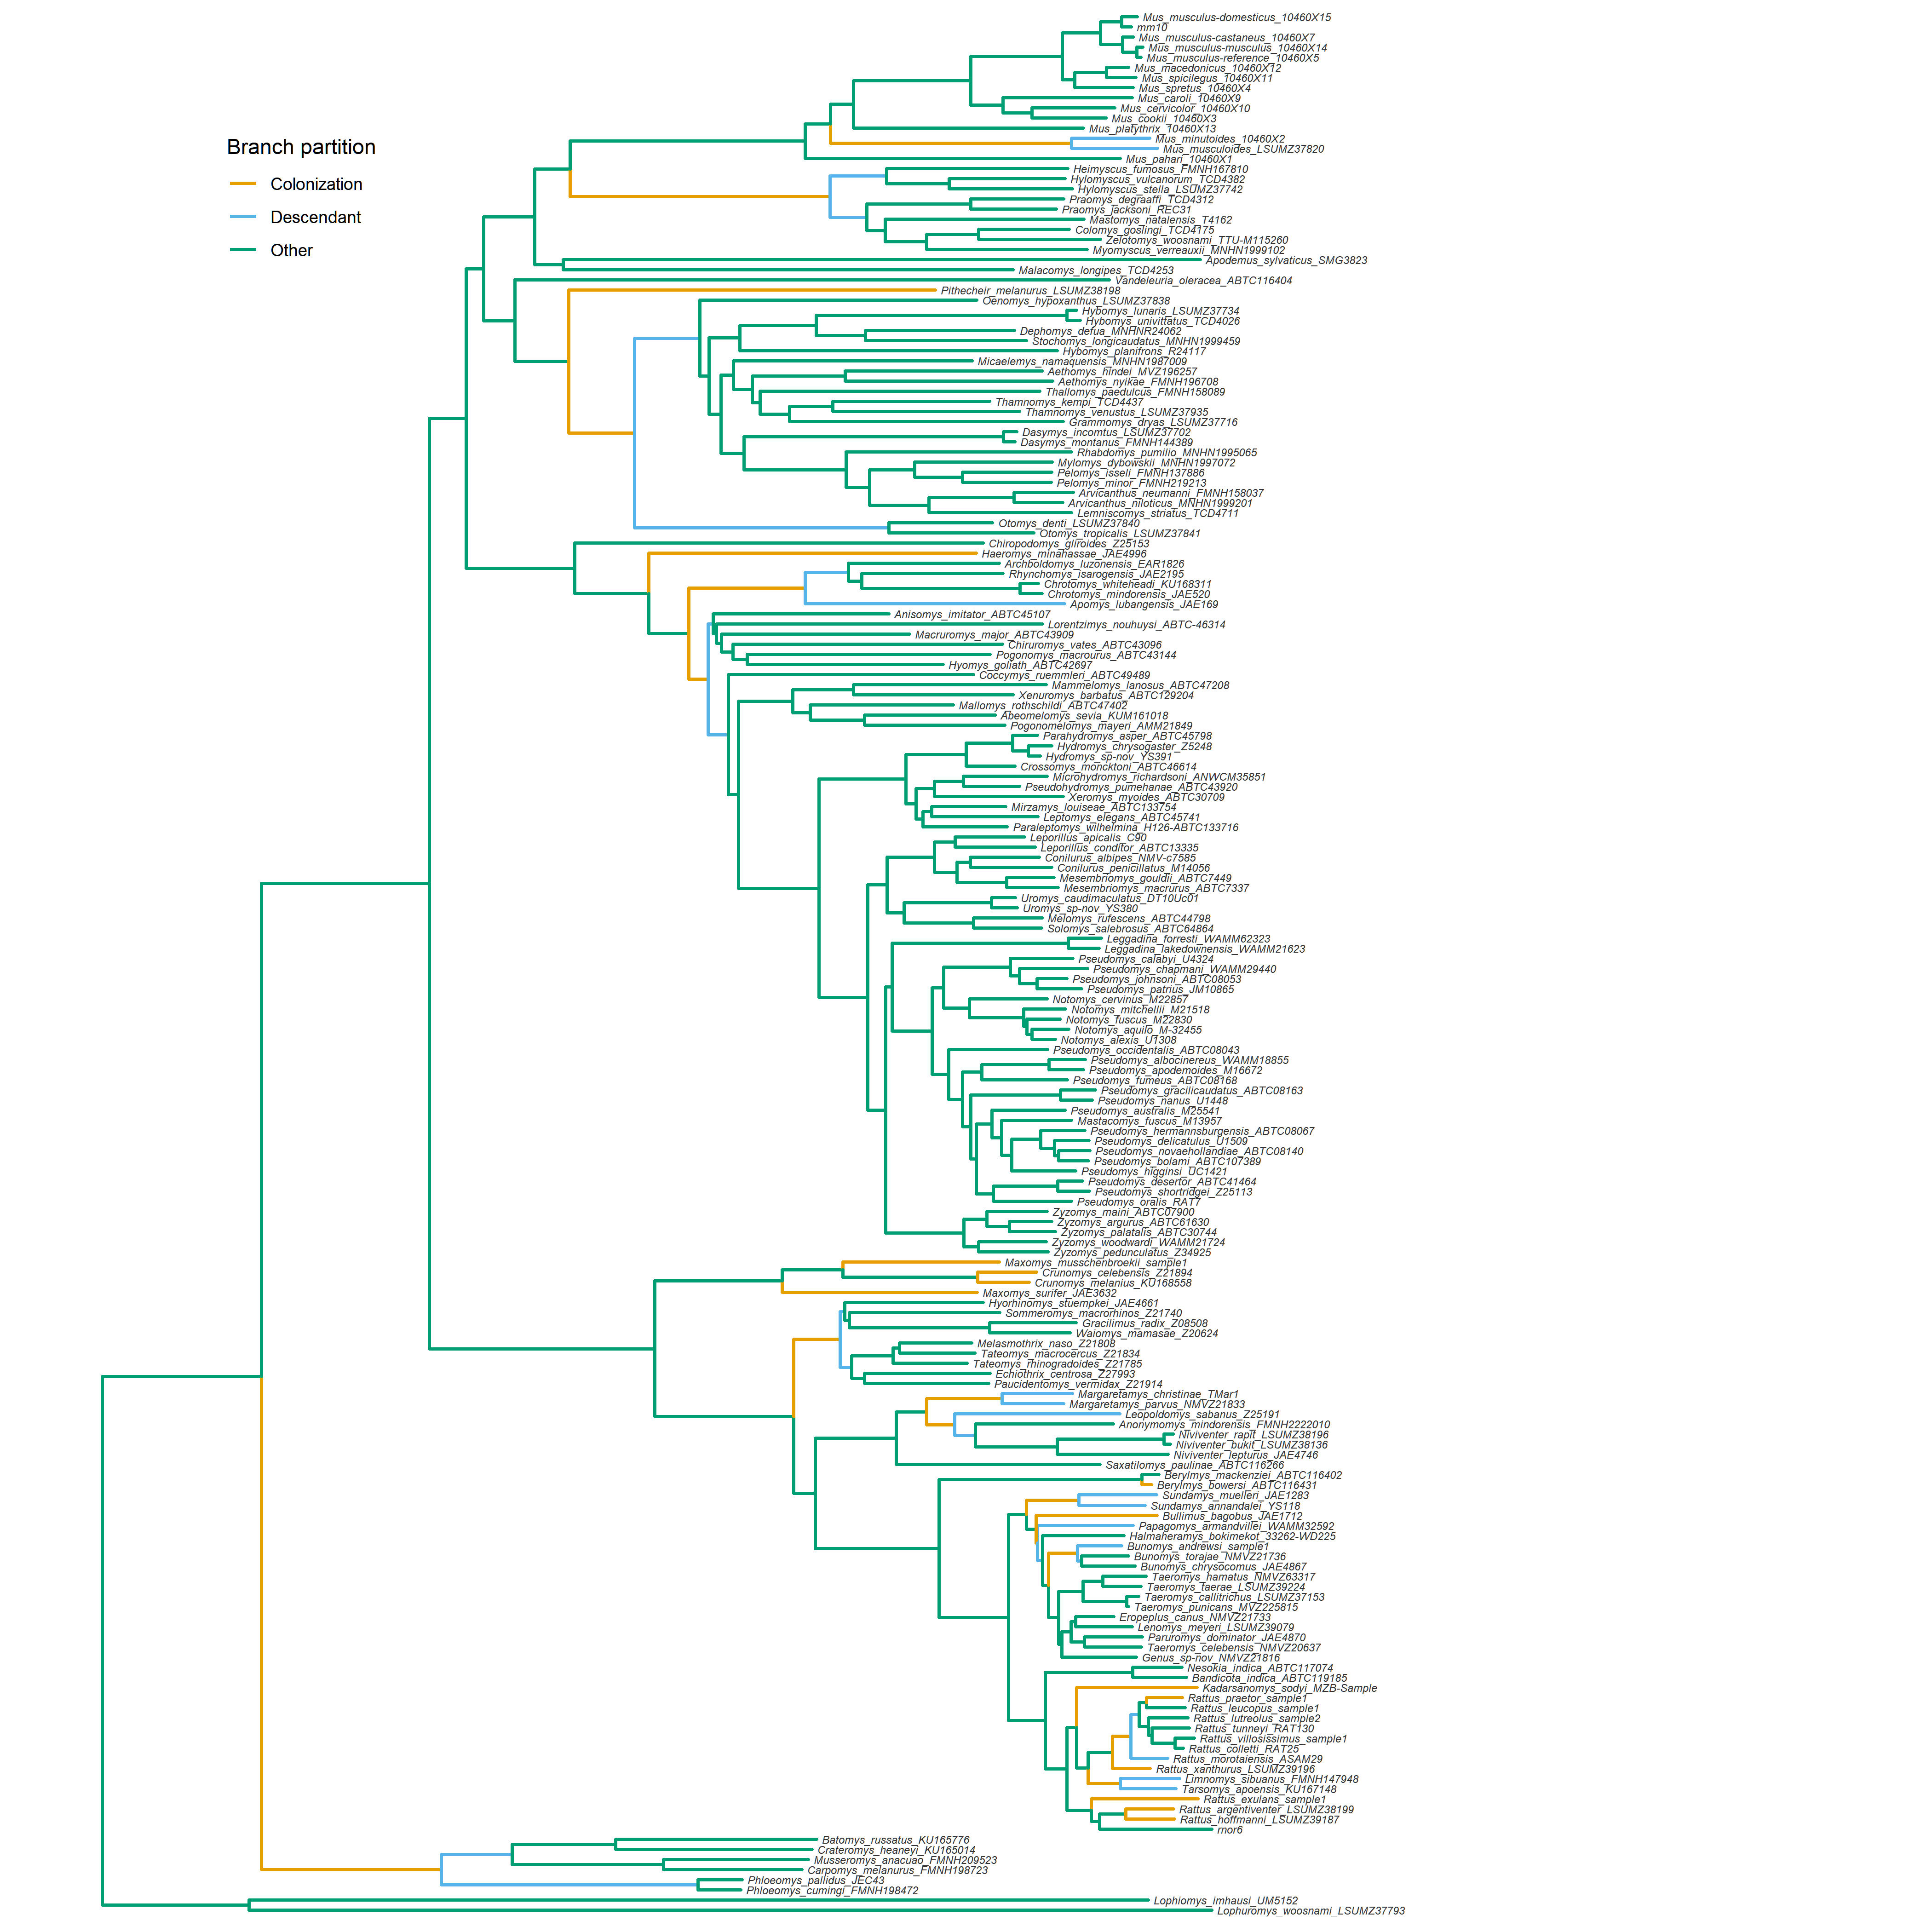 Branch partition
Colonization
Descendant
Other
Mus_musculus-domesticus_10460X15
mm10
Mus_musculus-castaneus_10460X7
Mus_musculus-musculus_10460X14
Mus_musculus-reference_10460X5
Mus_macedonicus_10460X12
Mus_spicilegus_10460X11
Mus_spretus_10460X4
Mus_caroli_10460X9
Mus_cervicolor_10460X10
Mus_cookii_10460X3
Mus_platythrix_10460X13
Mus_minutoides_10460X2
Mus_musculoides_LSUMZ37820
Mus_pahari_10460X1
Heimyscus_fumosus_FMNH167810
Hylomyscus_vulcanorum_TCD4382
Hylomyscus_stella_LSUMZ37742
Praomys_degraaffi_TCD4312
Praomys_jacksoni_REC31
Mastomys_natalensis_T4162
Colomys_goslingi_TCD4175
Zelotomys_woosnami_TTU-M115260
Myomyscus_verreauxii_MNHN1999102
Apodemus_sylvaticus_SMG3823
Malacomys_longipes_TCD4253
Vandeleuria_oleracea_ABTC116404
Pithecheir_melanurus_LSUMZ38198
Oenomys_hypoxanthus_LSUMZ37838
Hybomys_lunaris_LSUMZ37734
Hybomys_univittatus_TCD4026
Dephomys_defua_MNHNR24062
Stochomys_longicaudatus_MNHN1999459
Hybomys_planifrons_R24117
Micaelemys_namaquensis_MNHN1987009
Aethomys_hindei_MVZ196257
Aethomys_nyikae_FMNH196708
Thallomys_paedulcus_FMNH158089
Thamnomys_kempi_TCD4437
Thamnomys_venustus_LSUMZ37935
Grammomys_dryas_LSUMZ37716
Dasymys_incomtus_LSUMZ37702
Dasymys_montanus_FMNH144389
Rhabdomys_pumilio_MNHN1995065
Mylomys_dybowskii_MNHN1997072
Pelomys_isseli_FMNH137886
Pelomys_minor_FMNH219213
Arvicanthus_neumanni_FMNH158037
Arvicanthus_niloticus_MNHN1999201
Lemniscomys_striatus_TCD4711
Otomys_denti_LSUMZ37840
Otomys_tropicalis_LSUMZ37841
Chiropodomys_gliroides_Z25153
Haeromys_minahassae_JAE4996
Archboldomys_luzonensis_EAR1826
Rhynchomys_isarogensis_JAE2195
Chrotomys_whiteheadi_KU168311
Chrotomys_mindorensis_JAE520
Apomys_lubangensis_JAE169
Anisomys_imitator_ABTC45107
Lorentzimys_nouhuysi_ABTC-46314
Macruromys_major_ABTC43909
Chiruromys_vates_ABTC43096
Pogonomys_macrourus_ABTC43144
Hyomys_goliath_ABTC42697
Coccymys_ruemmleri_ABTC49489
Mammelomys_lanosus_ABTC47208
Xenuromys_barbatus_ABTC129204
Mallomys_rothschildi_ABTC47402
Abeomelomys_sevia_KUM161018
Pogonomelomys_mayeri_AMM21849
Parahydromys_asper_ABTC45798
Hydromys_chrysogaster_Z5248
Hydromys_sp-nov_YS391
Crossomys_moncktoni_ABTC46614
Microhydromys_richardsoni_ANWCM35851
Pseudohydromys_pumehanae_ABTC43920
Xeromys_myoides_ABTC30709
Mirzamys_louiseae_ABTC133754
Leptomys_elegans_ABTC45741
Paraleptomys_wilhelmina_H126-ABTC133716
Leporillus_apicalis_C90
Leporillus_conditor_ABTC13335
Conilurus_albipes_NMV-c7585
Conilurus_penicillatus_M14056
Mesembriomys_gouldii_ABTC7449
Mesembriomys_macrurus_ABTC7337
Uromys_caudimaculatus_DT10Uc01
Uromys_sp-nov_YS380
Melomys_rufescens_ABTC44798
Solomys_salebrosus_ABTC64864
Leggadina_forresti_WAMM62323
Leggadina_lakedownensis_WAMM21623
Pseudomys_calabyi_U4324
Pseudomys_chapmani_WAMM29440
Pseudomys_johnsoni_ABTC08053
Pseudomys_patrius_JM10865
Notomys_cervinus_M22857
Notomys_mitchellii_M21518
Notomys_fuscus_M22830
Notomys_aquilo_M-32455
Notomys_alexis_U1308
Pseudomys_occidentalis_ABTC08043
Pseudomys_albocinereus_WAMM18855
Pseudomys_apodemoides_M16672
Pseudomys_fumeus_ABTC08168
Pseudomys_gracilicaudatus_ABTC08163
Pseudomys_nanus_U1448
Pseudomys_australis_M25541
Mastacomys_fuscus_M13957
Pseudomys_hermannsburgensis_ABTC08067
Pseudomys_delicatulus_U1509
Pseudomys_novaehollandiae_ABTC08140
Pseudomys_bolami_ABTC107389
Pseudomys_higginsi_UC1421
Pseudomys_desertor_ABTC41464
Pseudomys_shortridgei_Z25113
Pseudomys_oralis_RAT7
Zyzomys_maini_ABTC07900
Zyzomys_argurus_ABTC61630
Zyzomys_palatalis_ABTC30744
Zyzomys_woodwardi_WAMM21724
Zyzomys_pedunculatus_Z34925
Maxomys_musschenbroekii_sample1
Crunomys_celebensis_Z21894
Crunomys_melanius_KU168558
Maxomys_surifer_JAE3632
Hyorhinomys_stuempkei_JAE4661
Sommeromys_macrorhinos_Z21740
Gracilimus_radix_Z08508
Waiomys_mamasae_Z20624
Melasmothrix_naso_Z21808
Tateomys_macrocercus_Z21834
Tateomys_rhinogradoides_Z21785
Echiothrix_centrosa_Z27993
Paucidentomys_vermidax_Z21914
Margaretamys_christinae_TMar1
Margaretamys_parvus_NMVZ21833
Leopoldomys_sabanus_Z25191
Anonymomys_mindorensis_FMNH2222010
Niviventer_rapit_LSUMZ38196
Niviventer_bukit_LSUMZ38136
Niviventer_lepturus_JAE4746
Saxatilomys_paulinae_ABTC116266
Berylmys_mackenziei_ABTC116402
Berylmys_bowersi_ABTC116431
Sundamys_muelleri_JAE1283
Sundamys_annandalei_YS118
Bullimus_bagobus_JAE1712
Papagomys_armandvillei_WAMM32592
Halmaheramys_bokimekot_33262-WD225
Bunomys_andrewsi_sample1
Bunomys_torajae_NMVZ21736
Bunomys_chrysocomus_JAE4867
Taeromys_hamatus_NMVZ63317
Taeromys_taerae_LSUMZ39224
Taeromys_callitrichus_LSUMZ37153
Taeromys_punicans_MVZ225815
Eropeplus_canus_NMVZ21733
Lenomys_meyeri_LSUMZ39079
Paruromys_dominator_JAE4870
Taeromys_celebensis_NMVZ20637
Genus_sp-nov_NMVZ21816
Nesokia_indica_ABTC117074
Bandicota_indica_ABTC119185
Kadarsanomys_sodyi_MZB-Sample
Rattus_praetor_sample1
Rattus_leucopus_sample1
Rattus_lutreolus_sample2
Rattus_tunneyi_RAT130
Rattus_villosissimus_sample1
Rattus_colletti_RAT25
Rattus_morotaiensis_ASAM29
Rattus_xanthurus_LSUMZ39196
Limnomys_sibuanus_FMNH147948
Tarsomys_apoensis_KU167148
Rattus_exulans_sample1
Rattus_argentiventer_LSUMZ38199
Rattus_hoffmanni_LSUMZ39187
rnor6
Batomys_russatus_KU165776
Crateromys_heaneyi_KU165014
Musseromys_anacuao_FMNH209523
Carpomys_melanurus_FMNH198723
Phloeomys_pallidus_JEC43
Phloeomys_cumingi_FMNH198472
Lophiomys_imhausi_UM5152
Lophuromys_woosnami_LSUMZ37793